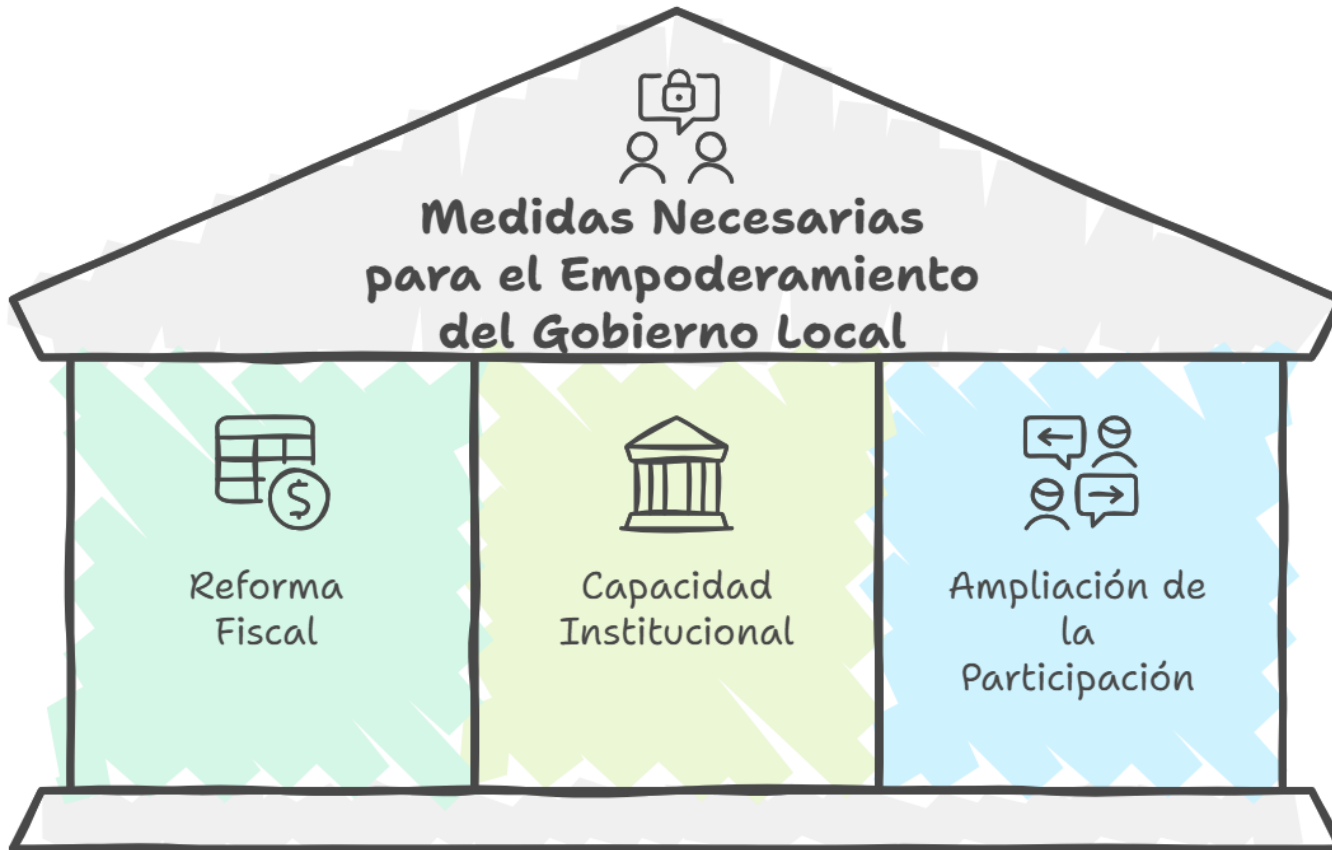 Medidas Necesarias
para el Empoderamiento
del Gobierno Local
$
Reforma
Fiscal
Capacidad
Institucional
Ampliación de
la
Participación